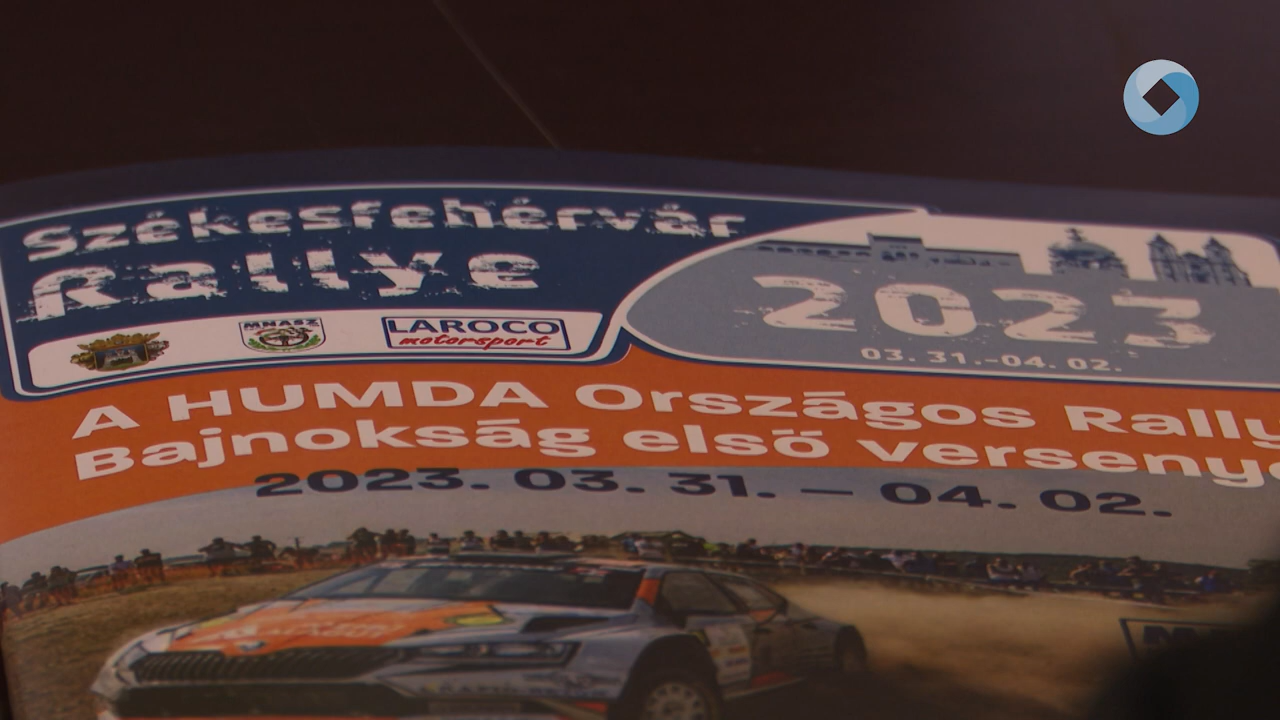 Székesfehérvár
Rallye
MNASZ
LAROCO
motorsport
2023
03. 31.-04. 02.
A HUMDA Országos Rally
Bajnokság első versenye
2023. 03. 31. – 04. 02.